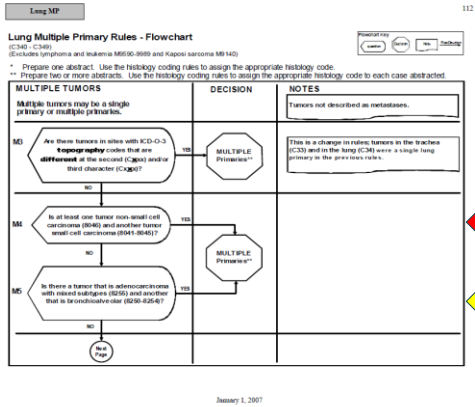 Lung MP
112
Lung Multiple Primary Rules - Flowchart
(C340 - C349)
(Excludes lymphoma and leukemia M9590-9989 and Kaposi sarcoma M9140)
Flowchart Key
Question
Decision
Note
* Prepare one abstract. Use the histology coding rules to assign the appropriate histology code.
** Prepare two or more abstracts. Use the histology coding rules to assign the appropriate histology code to each case abstracted.
MULTIPLE TUMORS
DECISION
NOTES
Multiple tumors may be a single
primary or multiple primaries.
Tumors not described as metastases.
M3
Are there tumors in sites with ICD-O-3
topography codes that are
different at the second (Cxxx) and/or
third character (Cxxx)?
YES
MULTIPLE
Primaries**
This is a change in rules; tumors in the trachea
(C33) and in the lung (C34) were a single lung
primary in the previous rules.
NO
M4
Is at least one tumor non-small cell
carcinoma (8046) and another tumor
small cell carcinoma (8041-8045)?
YES
NO
MULTIPLE
Primaries**
M5
Is there a tumor that is adenocarcinoma
with mixed subtypes (8255) and another
that is bronchioalveolar (8250-8254)?
YES
NO
Next
Page
January 1, 2007